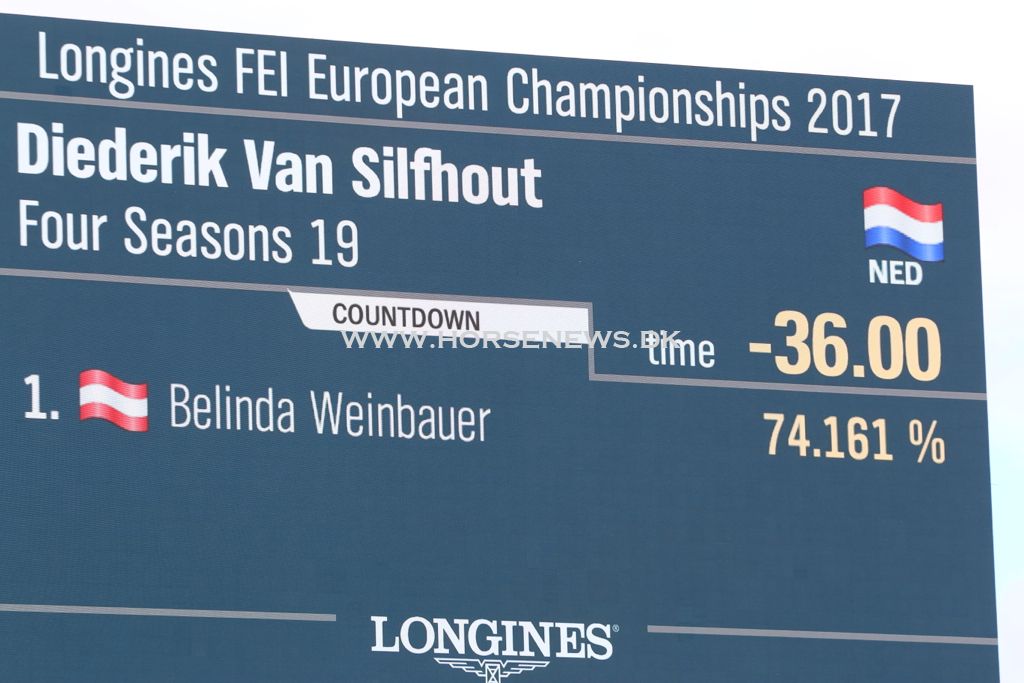 Longines FEI European Championships 2017
Diederik Van Silfhout
Four Seasons 19
NED
COUNTDOWN
WWW.HORSENEWS.DK
time -36.00
1. Belinda Weinbauer 74.161 %
LONGINES®